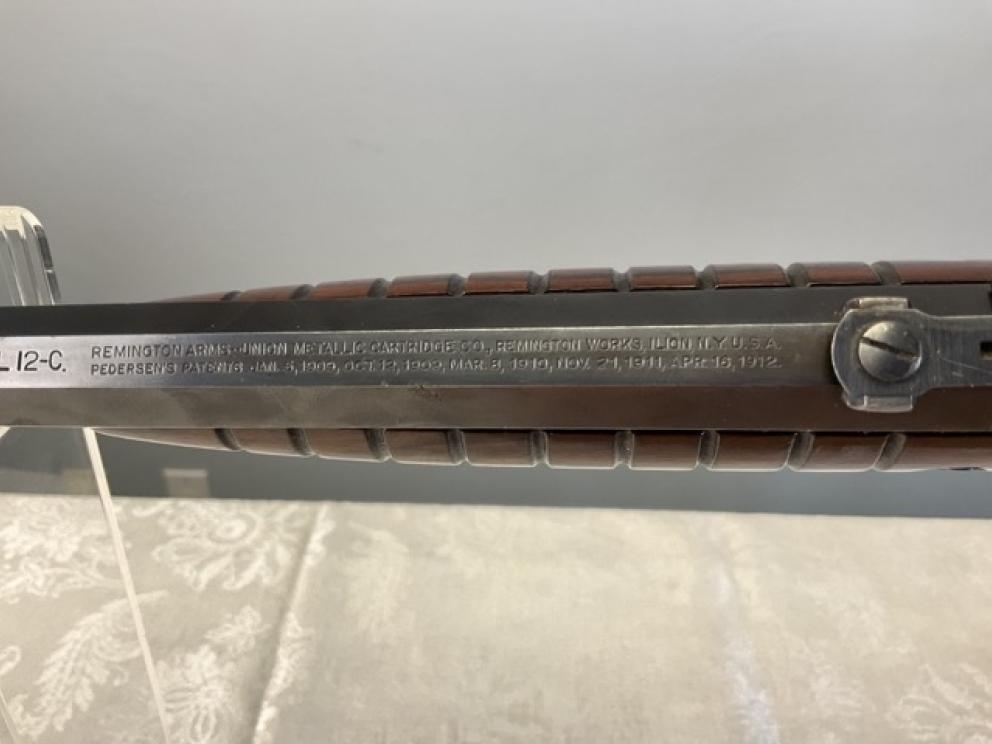 L 12-C.
REMINGTON ARMS-UNION METALLIC CARTRIDGE CO., REMINGTON WORKS, ILION N.Y. U.S.A.
PEDERSEN'S PATENTS JAN. 5, 1909, OCT. 12, 1909, MAR. 8, 1910, NOV. 21, 1911, APR. 16, 1912.